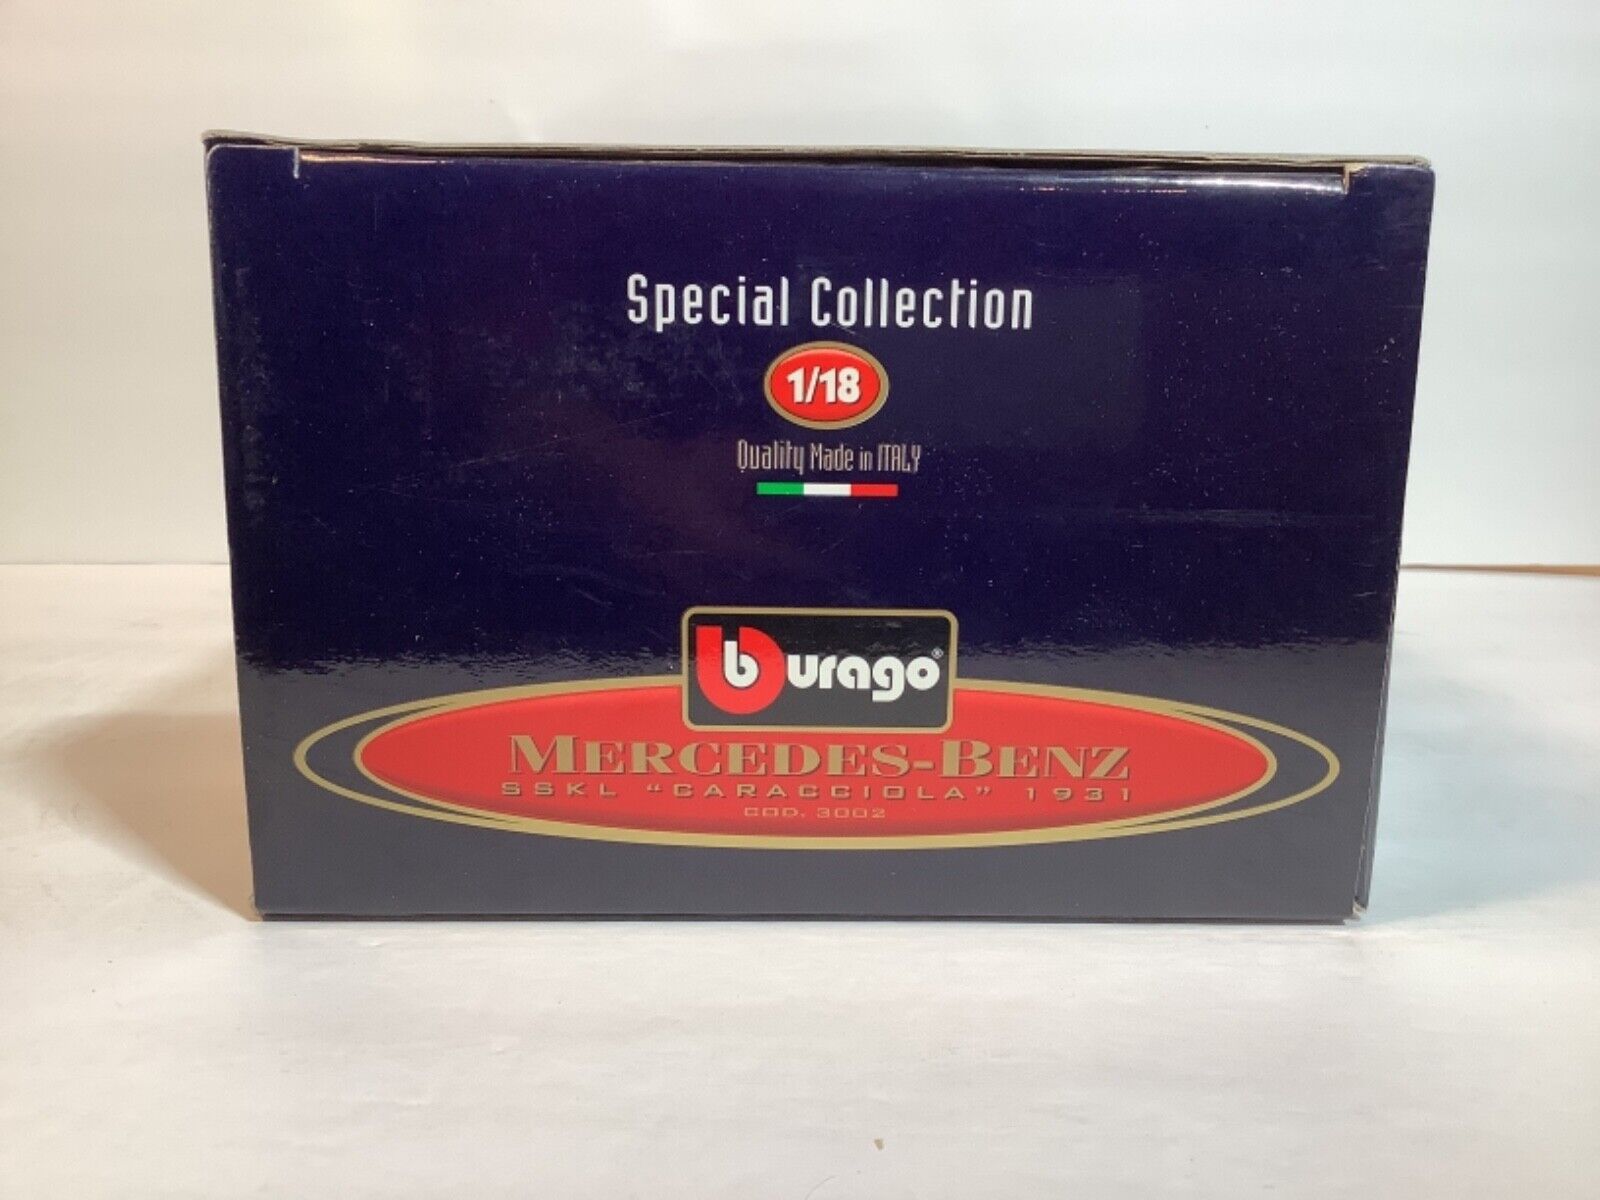 Special Collection
1/18
Quality Made in ITALY
burago®
MERCEDES-BENZ
SSKL "CARACCIOLA" 1931
COD. 3002